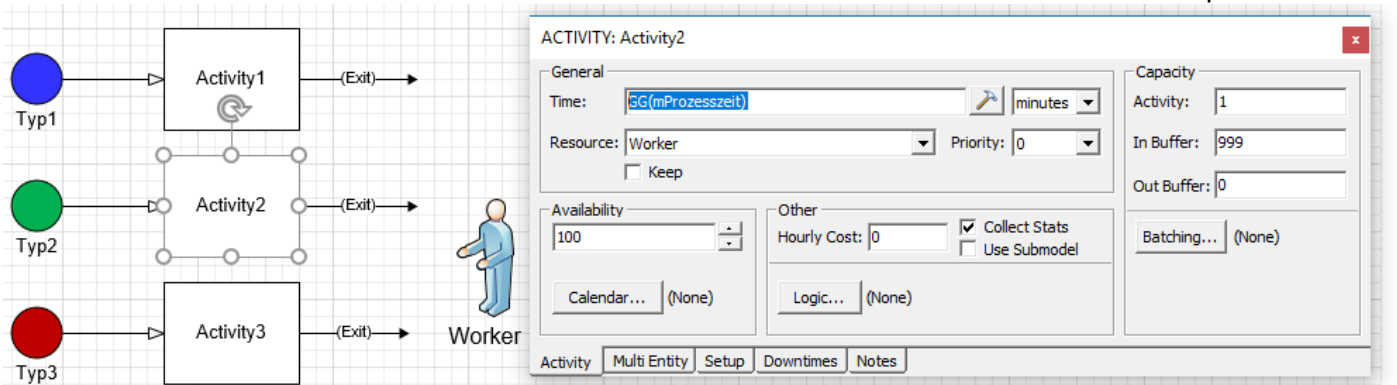 Typ1
Activity1
(Exit)
Typ2
Activity2
(Exit)
Typ3
Activity3
(Exit)
Worker
ACTIVITY: Activity2
x
General
Time: GG(mProzesszeit) minutes
Resource: Worker Priority: 0
Keep
Availability
100
Calendar... (None)
Other
Hourly Cost: 0
Collect Stats
Use Submodel
Logic... (None)
Capacity
Activity: 1
In Buffer: 999
Out Buffer: 0
Batching... (None)
Activity Multi Entity Setup Downtimes Notes